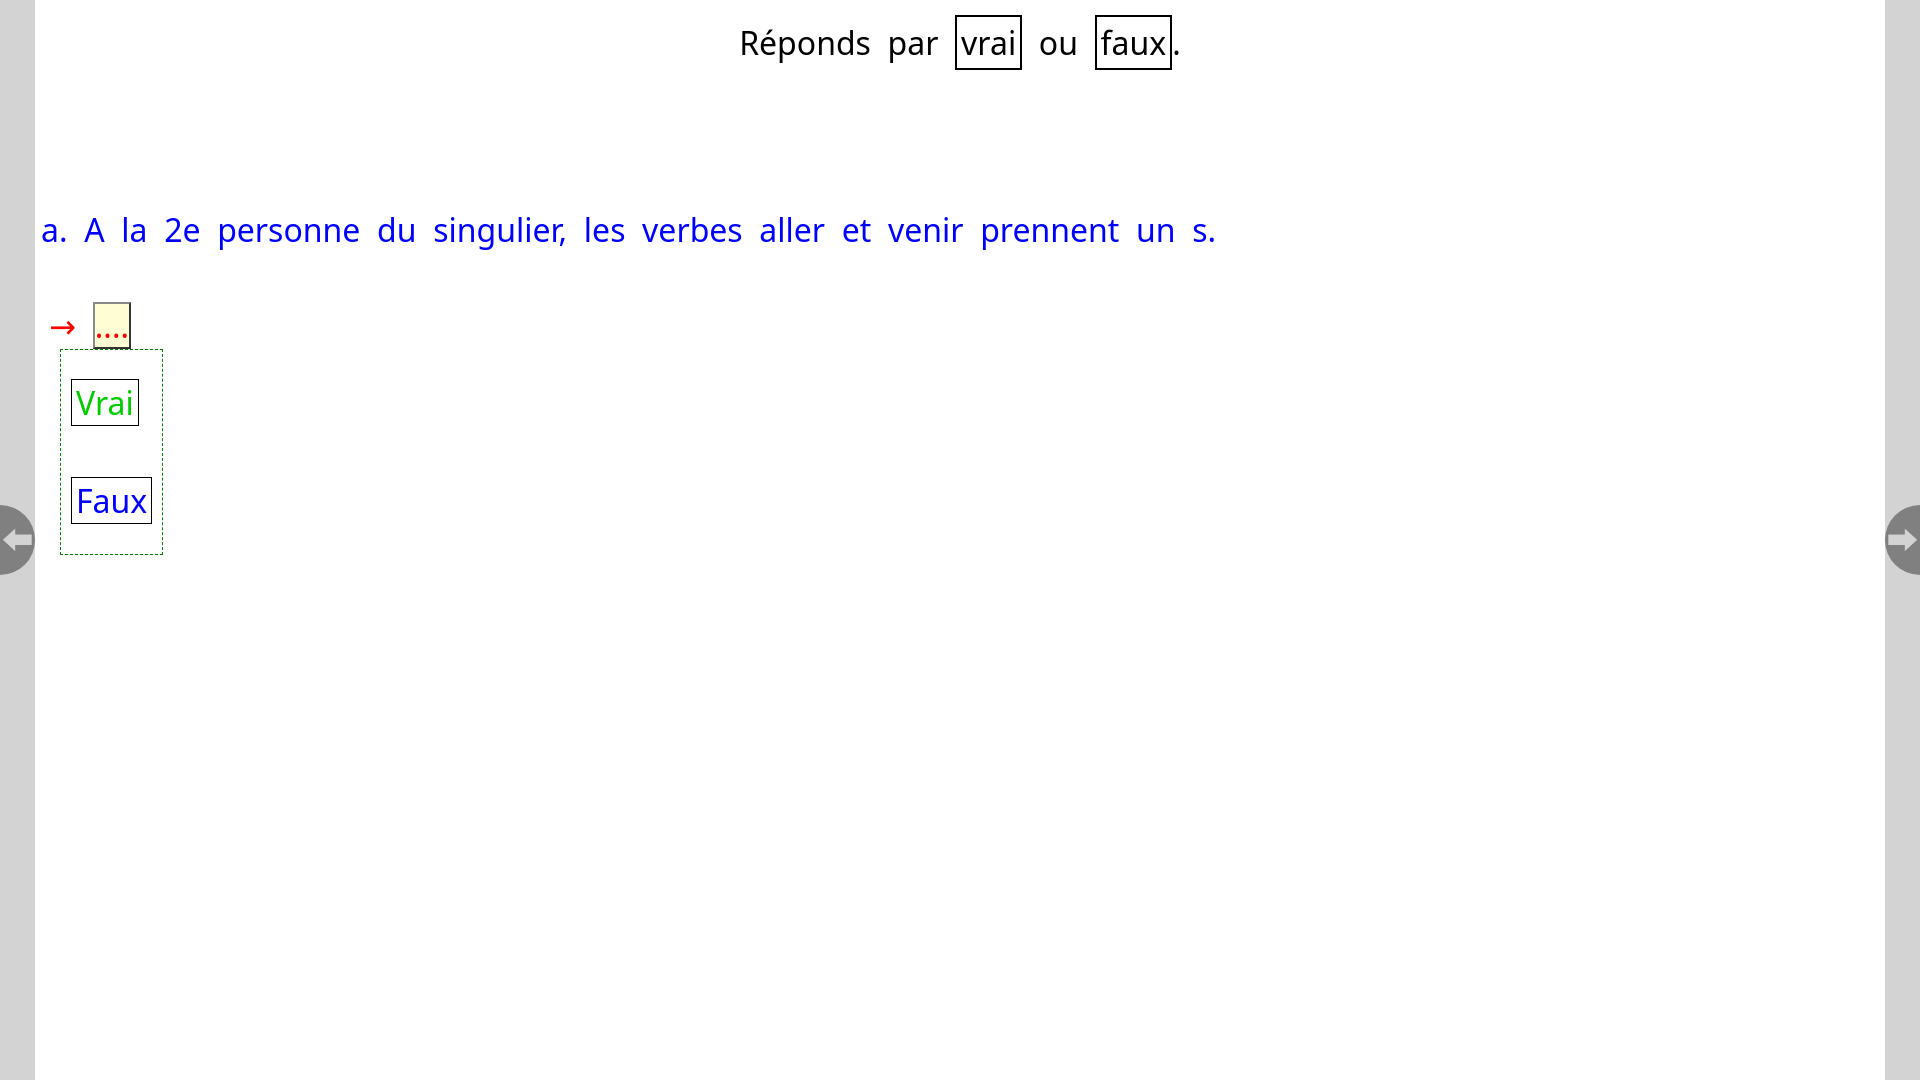 Réponds par vrai ou faux.
a. A la 2e personne du singulier, les verbes aller et venir prennent un s.
→ ....
Vrai
Faux